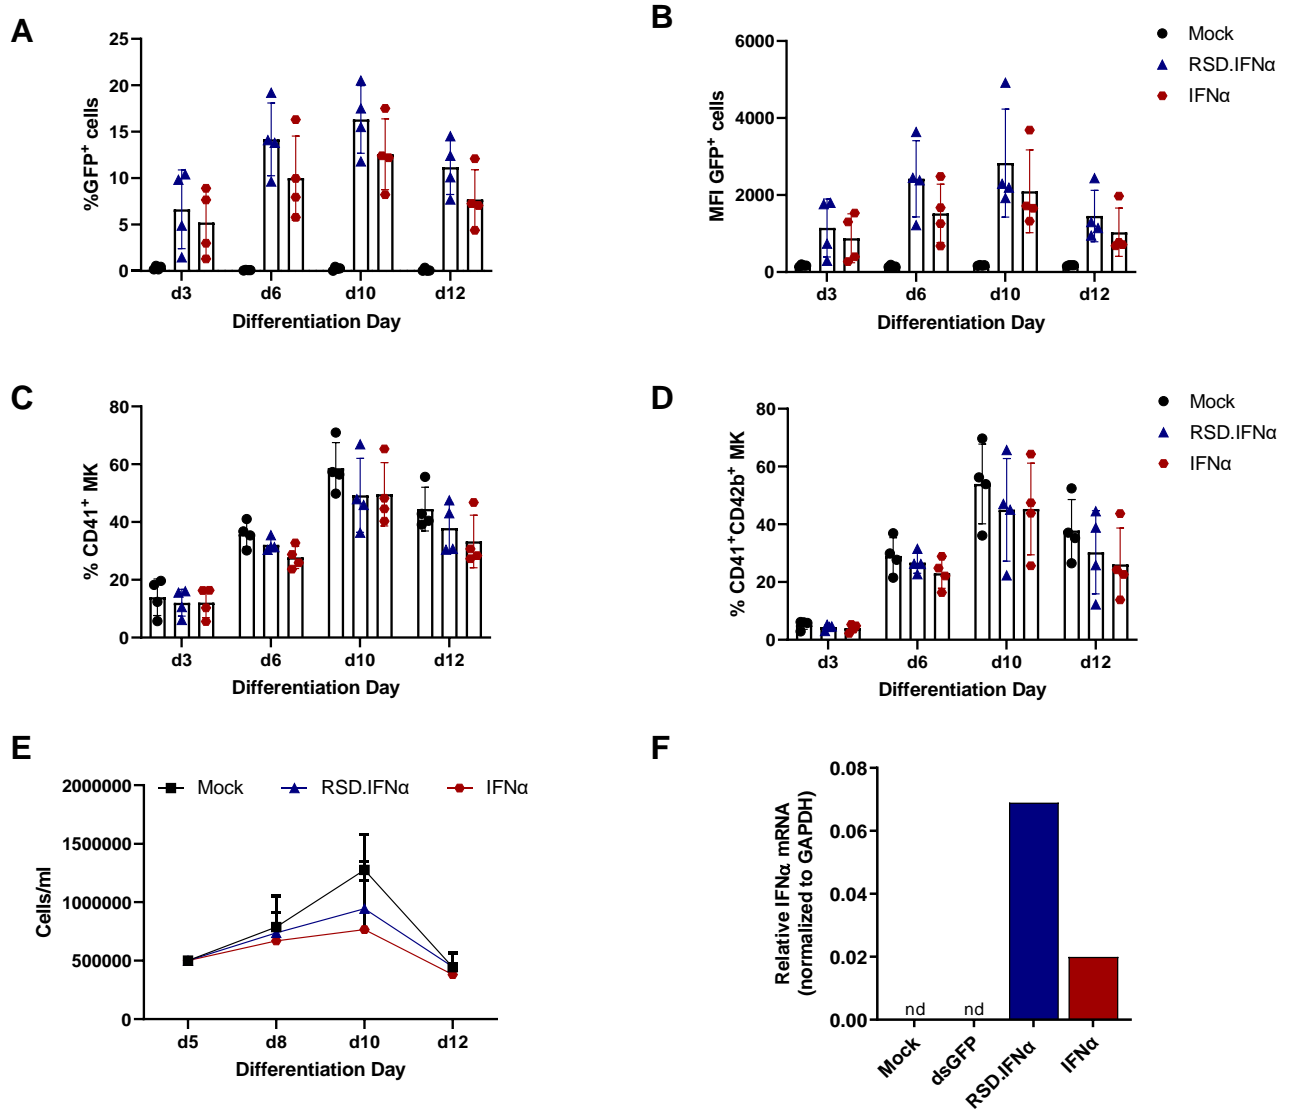 A
25
20
15
10
5
0
%GFP⁺ cells
d3 d6 d10 d12
Differentiation Day
B
6000
4000
2000
0
MFI GFP⁺ cells
d3 d6 d10 d12
Differentiation Day
Mock
RSD.IFNα
IFNα
C
80
60
40
20
0
% CD41⁺ MK
d3 d6 d10 d12
Differentiation Day
D
80
60
40
20
0
% CD41⁺CD42b⁺ MK
d3 d6 d10 d12
Differentiation Day
Mock
RSD.IFNα
IFNα
E
Mock RSD.IFNα IFNα
2000000
1500000
1000000
500000
0
Cells/ml
d5 d8 d10 d12
Differentiation Day
F
0.08
0.06
0.04
0.02
0.00
Relative IFNα mRNA
(normalized to GAPDH)
nd nd
Mock dsGFP RSD.IFNα IFNα